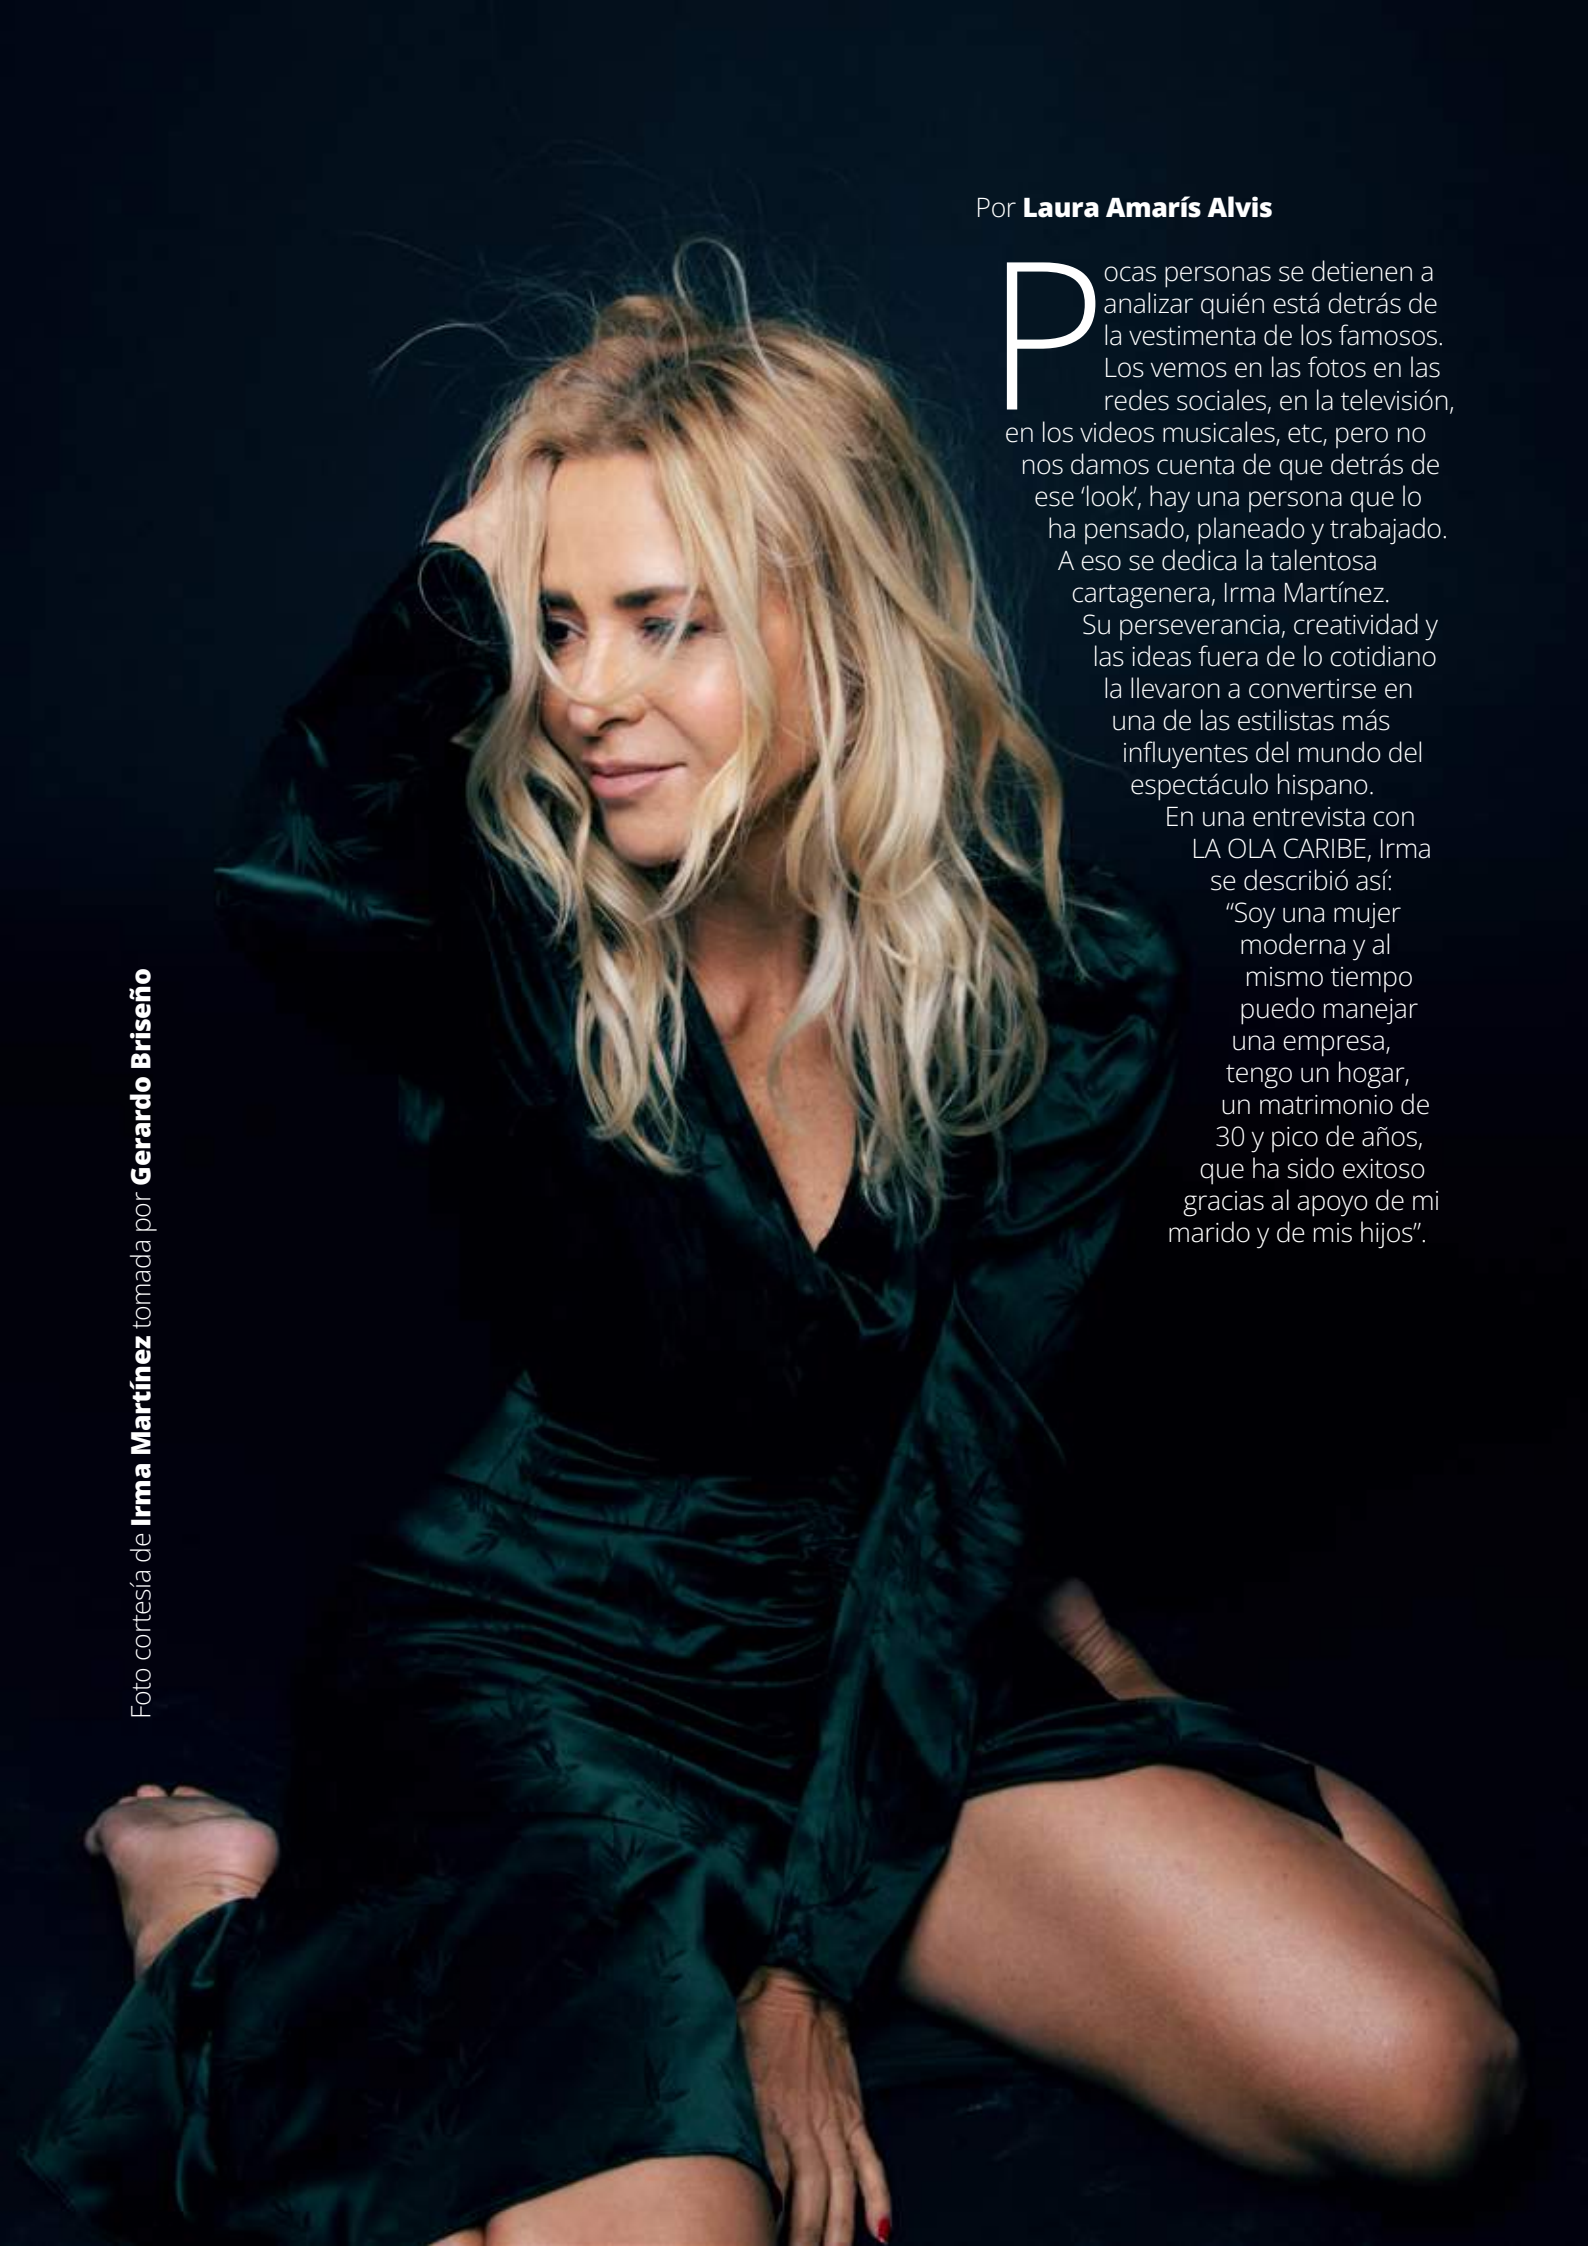 Por Laura Amarís Alvis
Pocas personas se detienen a
analizar quién está detrás de
la vestimenta de los famosos.
Los vemos en las fotos en las
redes sociales, en la televisión,
en los videos musicales, etc, pero no
nos damos cuenta de que detrás de
ese ‘look’, hay una persona que lo
ha pensado, planeado y trabajado.
A eso se dedica la talentosa
cartagenera, Irma Martínez.
Su perseverancia, creatividad y
las ideas fuera de lo cotidiano
la llevaron a convertirse en
una de las estilistas más
influyentes del mundo del
espectáculo hispano.
En una entrevista con
LA OLA CARIBE, Irma
se describió así:
“Soy una mujer
moderna y al
mismo tiempo
puedo manejar
una empresa,
tengo un hogar,
un matrimonio de
30 y pico de años,
que ha sido exitoso
gracias al apoyo de mi
marido y de mis hijos”.
Foto cortesía de Irma Martínez tomada por Gerardo Briseño